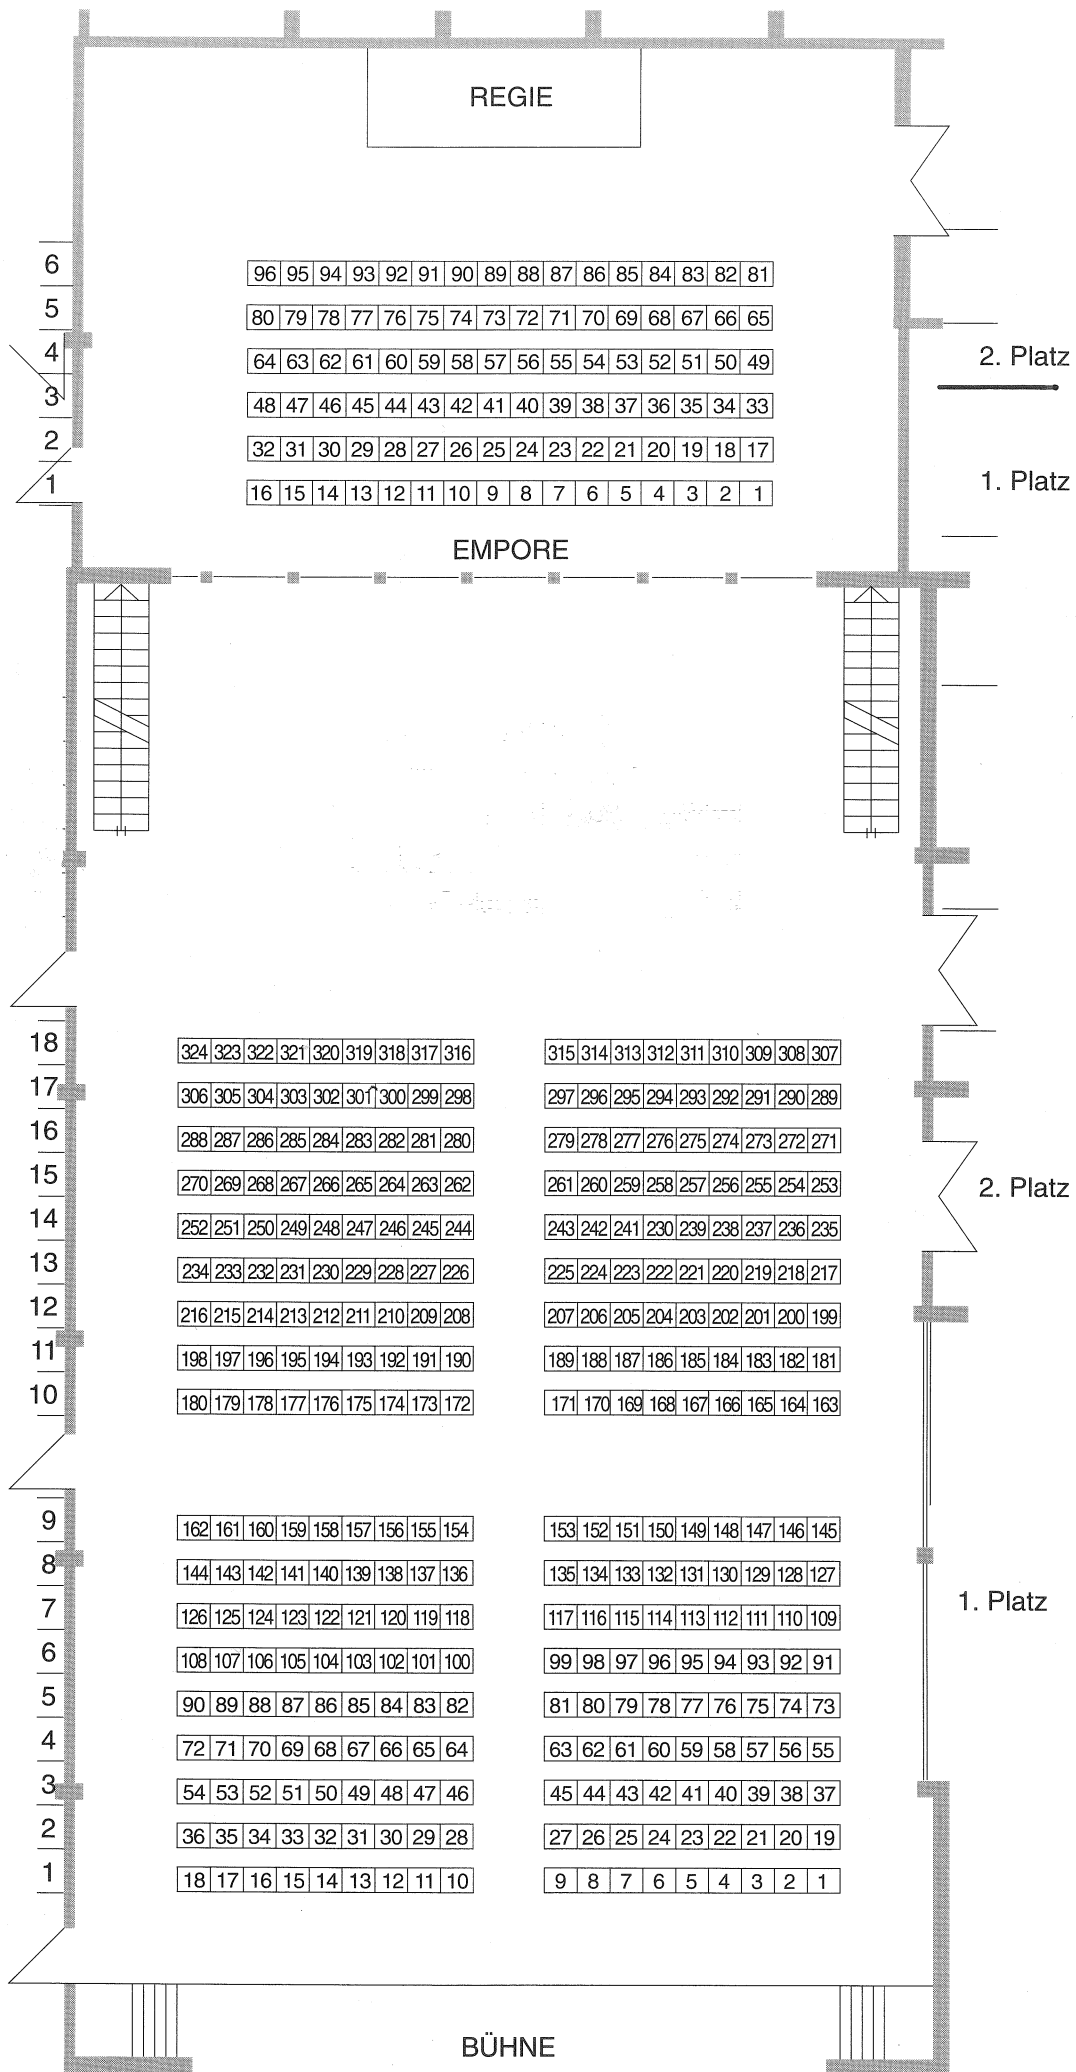 REGIE
6 96 95 94 93 92 91 90 89 88 87 86 85 84 83 82 81
5 80 79 78 77 76 75 74 73 72 71 70 69 68 67 66 65
4 64 63 62 61 60 59 58 57 56 55 54 53 52 51 50 49 2. Platz
3 48 47 46 45 44 43 42 41 40 39 38 37 36 35 34 33
2 32 31 30 29 28 27 26 25 24 23 22 21 20 19 18 17
1 16 15 14 13 12 11 10 9 8 7 6 5 4 3 2 1 1. Platz
EMPORE
18 324 323 322 321 320 319 318 317 316 315 314 313 312 311 310 309 308 307
17 306 305 304 303 302 301 300 299 298 297 296 295 294 293 292 291 290 289
16 288 287 286 285 284 283 282 281 280 279 278 277 276 275 274 273 272 271
15 270 269 268 267 266 265 264 263 262 261 260 259 258 257 256 255 254 253 2. Platz
14 252 251 250 249 248 247 246 245 244 243 242 241 230 239 238 237 236 235
13 234 233 232 231 230 229 228 227 226 225 224 223 222 221 220 219 218 217
12 216 215 214 213 212 211 210 209 208 207 206 205 204 203 202 201 200 199
11 198 197 196 195 194 193 192 191 190 189 188 187 186 185 184 183 182 181
10 180 179 178 177 176 175 174 173 172 171 170 169 168 167 166 165 164 163
9 162 161 160 159 158 157 156 155 154 153 152 151 150 149 148 147 146 145
8 144 143 142 141 140 139 138 137 136 135 134 133 132 131 130 129 128 127
7 126 125 124 123 122 121 120 119 118 117 116 115 114 113 112 111 110 109 1. Platz
6 108 107 106 105 104 103 102 101 100 99 98 97 96 95 94 93 92 91
5 90 89 88 87 86 85 84 83 82 81 80 79 78 77 76 75 74 73
4 72 71 70 69 68 67 66 65 64 63 62 61 60 59 58 57 56 55
3 54 53 52 51 50 49 48 47 46 45 44 43 42 41 40 39 38 37
2 36 35 34 33 32 31 30 29 28 27 26 25 24 23 22 21 20 19
1 18 17 16 15 14 13 12 11 10 9 8 7 6 5 4 3 2 1
BÜHNE